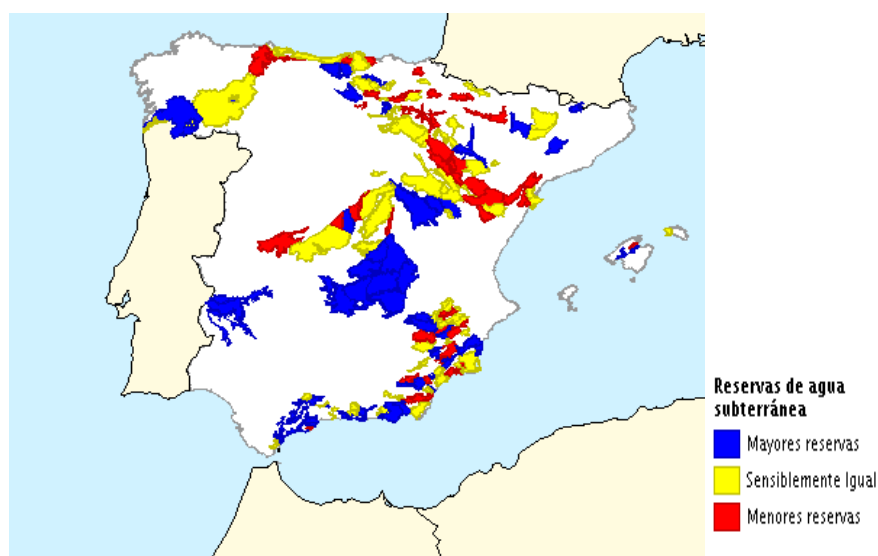 Reservas de agua
subterránea
Mayores reservas
Sensiblemente Igual
Menores reservas